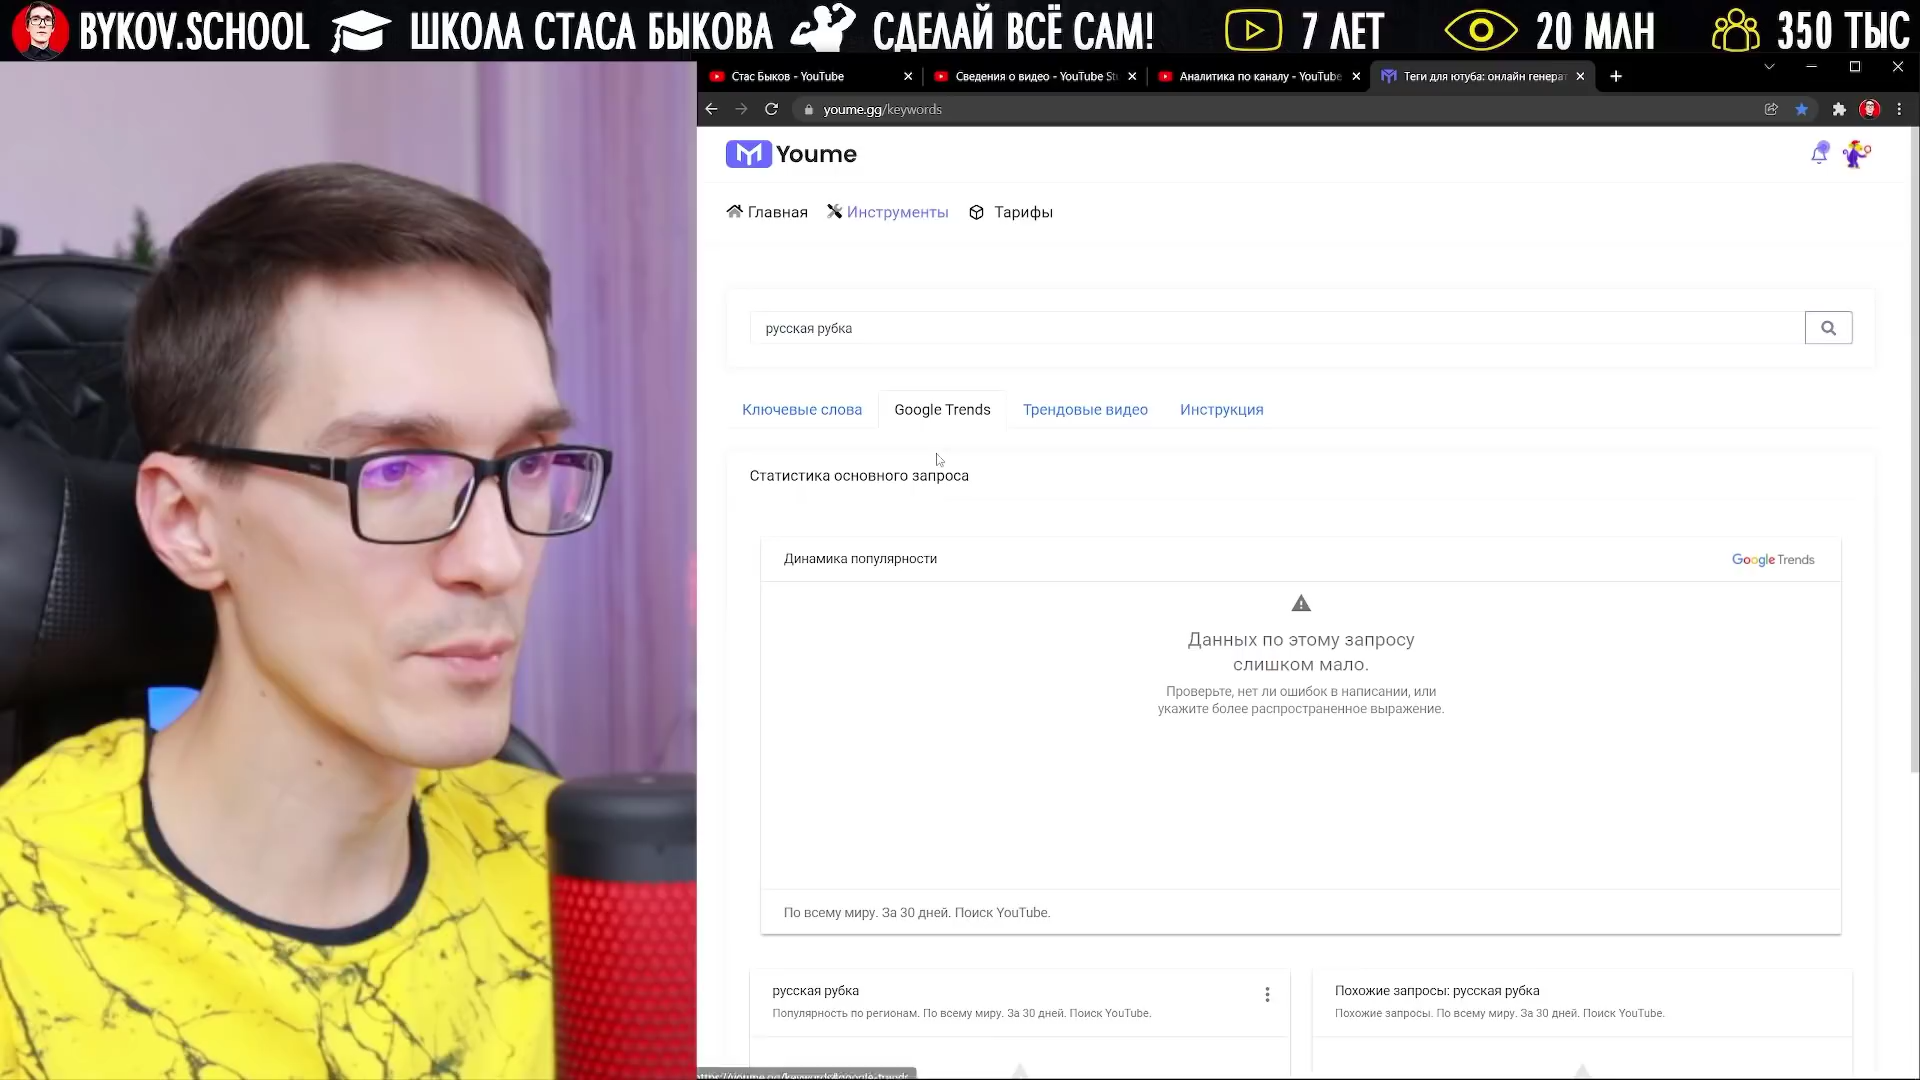 BYKOV.SCHOOL ШКОЛА СТАСА БЫКОВА СДЕЛАЙ ВСЁ САМ! 7 ЛЕТ 20 МЛН 350 ТЫС
Стас Быков - YouTube
Сведения о видео - YouTube St
Аналитика по каналу - YouTube
Теги для ютуба: онлайн генерат
youme.gg/keywords
Youme
Главная Инструменты Тарифы
русская рубка
Ключевые слова Google Trends Трендовые видео Инструкция
Статистика основного запроса
Динамика популярности Google Trends
Данных по этому запросу
слишком мало.
Проверьте, нет ли ошибок в написании, или
укажите более распространенное выражение.
По всему миру. За 30 дней. Поиск YouTube.
русская рубка
Популярность по регионам. По всему миру. За 30 дней. Поиск YouTube.
Похожие запросы: русская рубка
Похожие запросы. По всему миру. За 30 дней. Поиск YouTube.